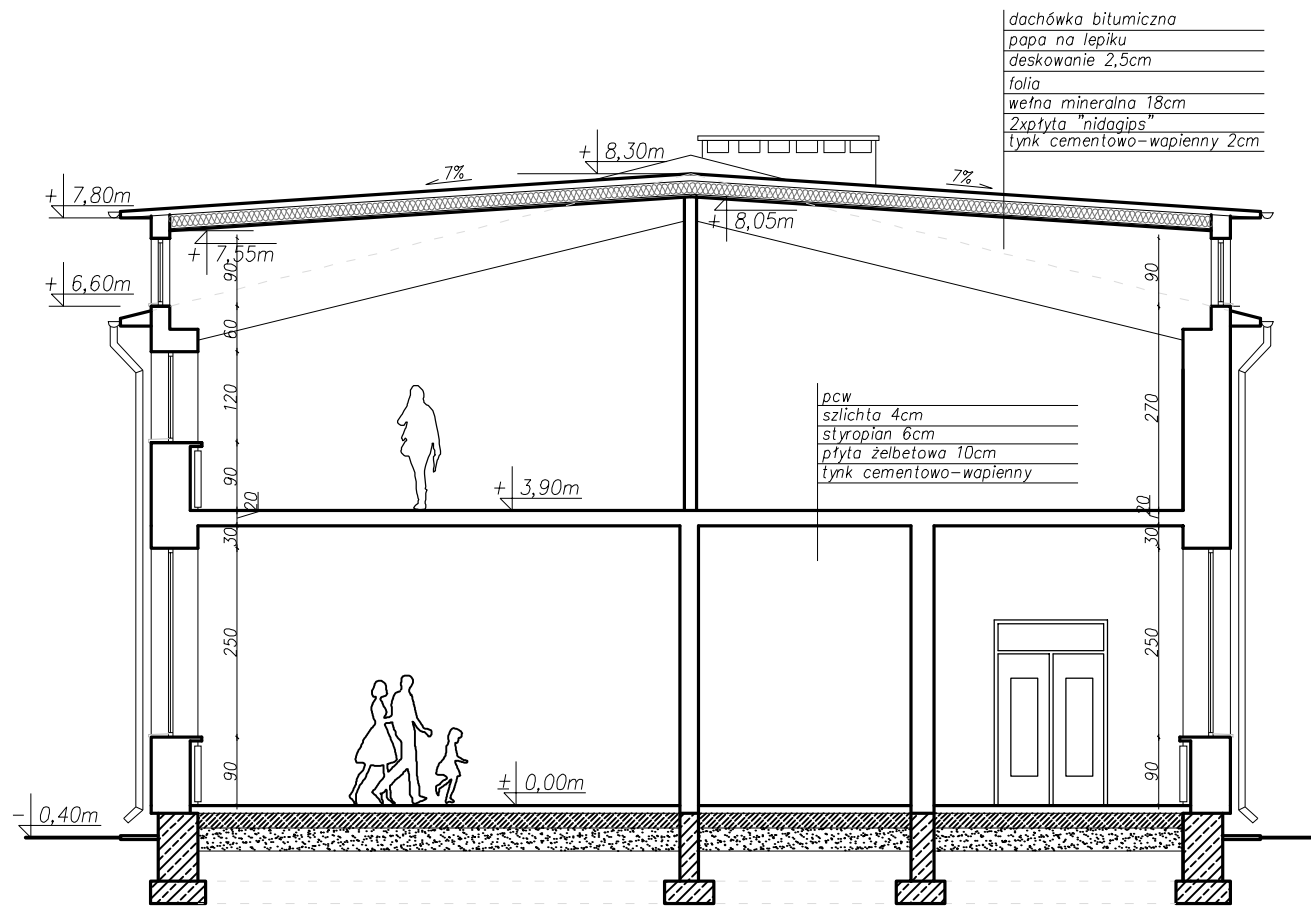 dachówka bitumiczna
papa na lepiku
deskowanie 2,5cm
folia
wełna mineralna 18cm
2xpłyta "nidagips"
tynk cementowo-wapienny 2cm
+ 8,30m
7%
7%
+ 7,80m
+ 8,05m
+ 7,55m
90
90
+ 6,60m
60
120
270
pcw
szlichta 4cm
styropian 6cm
płyta żelbetowa 10cm
tynk cementowo-wapienny
90
+ 3,90m
20
20
30
30
250
250
90
90
± 0,00m
- 0,40m